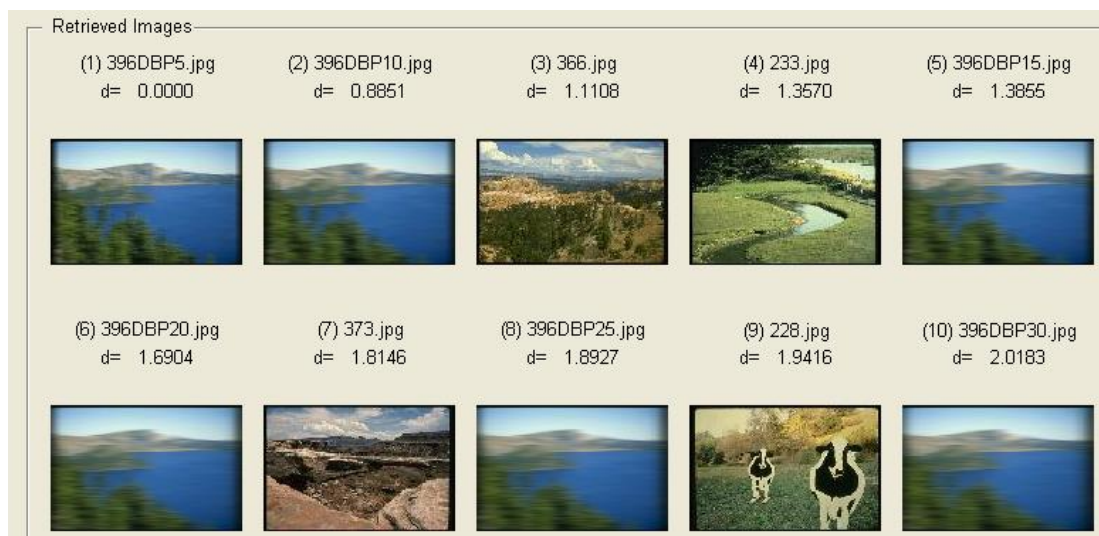 Retrieved Images
(1) 396DBP5.jpg (2) 396DBP10.jpg (3) 366.jpg (4) 233.jpg (5) 396DBP15.jpg
d= 0.0000 d= 0.8851 d= 1.1108 d= 1.3570 d= 1.3855
(6) 396DBP20.jpg (7) 373.jpg (8) 396DBP25.jpg (9) 228.jpg (10) 396DBP30.jpg
d= 1.6904 d= 1.8146 d= 1.8927 d= 1.9416 d= 2.0183